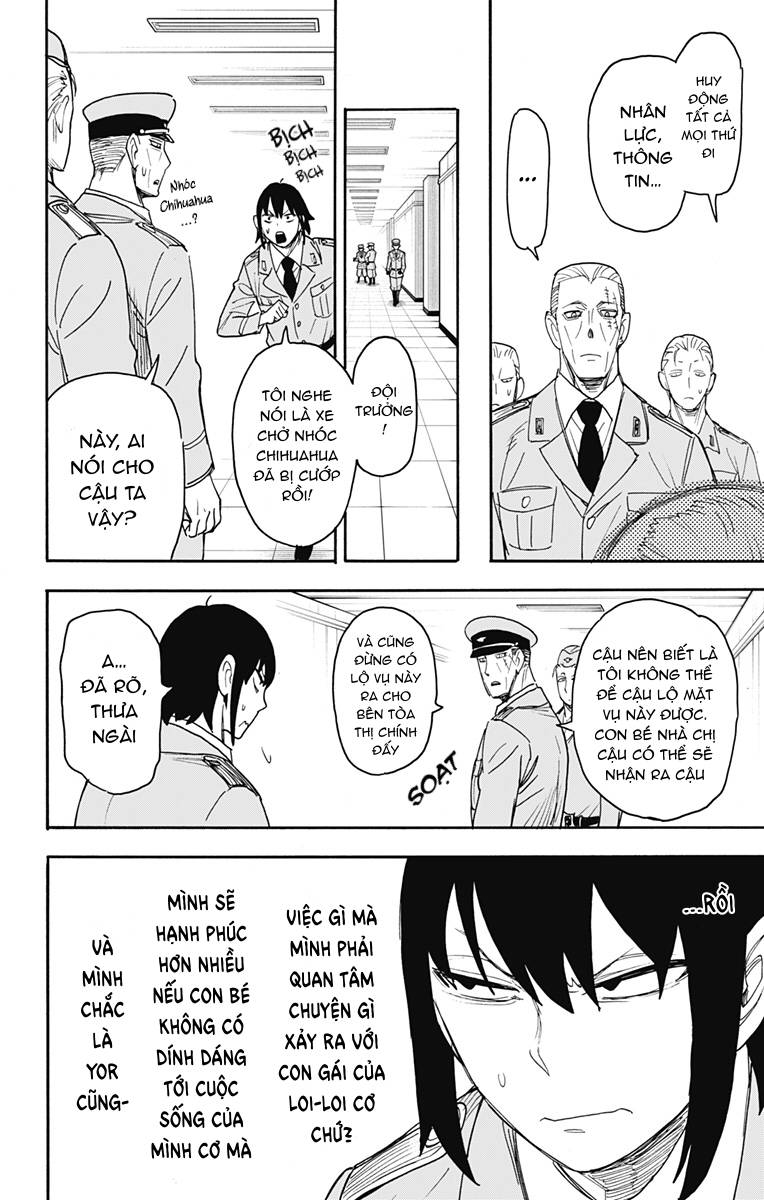 HUY
ĐỘNG
TẤT CẢ
MỌI THỨ
ĐI
NHÂN
LỰC,
THÔNG
TIN...
...
ĐỘI
TRƯỞNG
!
BỊCH
BỊCH
BỊCH
TÔI NGHE
NÓI LÀ XE
CHỞ NHÓC
CHIHUAHUA
ĐÃ BỊ CƯỚP
RỒI!
Nhóc
Chihuahua
...?
NÀY, AI
NÓI CHO
CẬU TA
VẬY?
CẬU NÊN BIẾT LÀ
TÔI KHÔNG THỂ
ĐỂ CẬU LỘ MẶT
VỤ NÀY ĐƯỢC.
CON BÉ NHÀ CHỊ
CẬU CÓ THỂ SẼ
NHẬN RA CẬU
VÀ CŨNG
ĐỪNG CÓ
LỘ VỤ NÀY
RA CHO
BÊN TÒA
THỊ CHÍNH
ĐẤY
SOẠT
A...
ĐÃ RÕ,
THƯA
NGÀI
...RỒI
VIỆC GÌ MÀ
MÌNH PHẢI
QUAN TÂM
CHUYỆN GÌ
XẢY RA VỚI
CON GÁI CỦA
LOI-LOI CƠ
CHỨ?
MÌNH SẼ
HẠNH PHÚC
HƠN NHIỀU
NẾU CON BÉ
KHÔNG CÓ
DÍNH DÁNG
TỚI CUỘC
SỐNG CỦA
MÌNH CƠ MÀ
VÀ
MÌNH
CHẮC
LÀ
YOR
CŨNG-